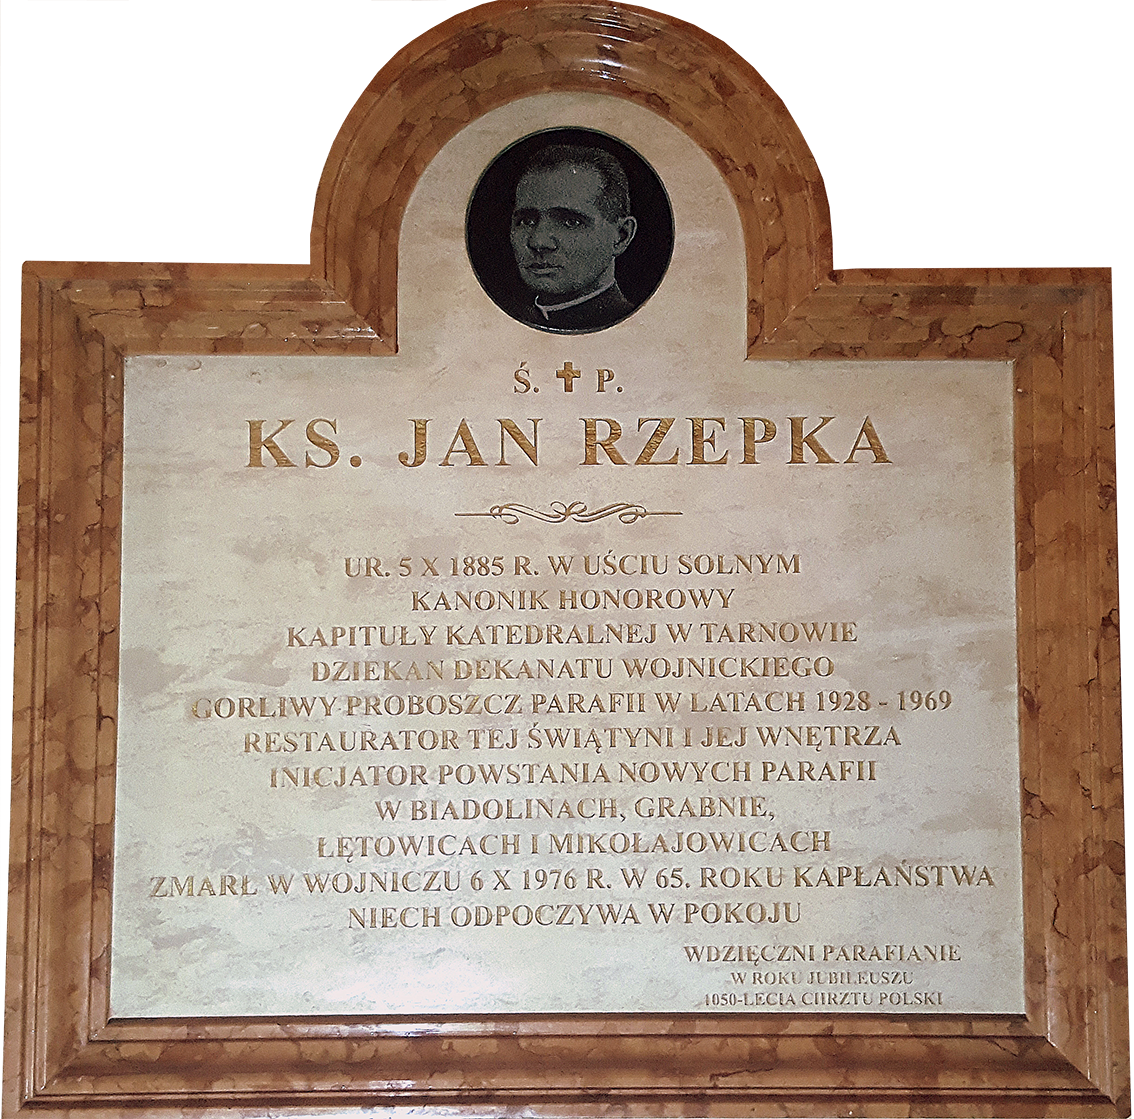 Ś. ✝ P.
KS. JAN RZEPKA
UR. 5 X 1885 R. W UŚCIU SOLNYM
KANONIK HONOROWY
KAPITUŁY KATEDRALNEJ W TARNOWIE
DZIEKAN DEKANATU WOJNICKIEGO
GORLIWY PROBOSZCZ PARAFII W LATACH 1928 - 1969
RESTAURATOR TEJ ŚWIĄTYNI I JEJ WNĘTRZA
INICJATOR POWSTANIA NOWYCH PARAFII
W BIADOLINACH, GRABNIE,
ŁĘTOWICACH I MIKOŁAJOWICACH
ZMARŁ W WOJNICZU 6 X 1976 R. W 65. ROKU KAPŁAŃSTWA
NIECH ODPOCZYWA W POKOJU
WDZIĘCZNI PARAFIANIE
W ROKU JUBILEUSZU
1050-LECIA CHRZTU POLSKI